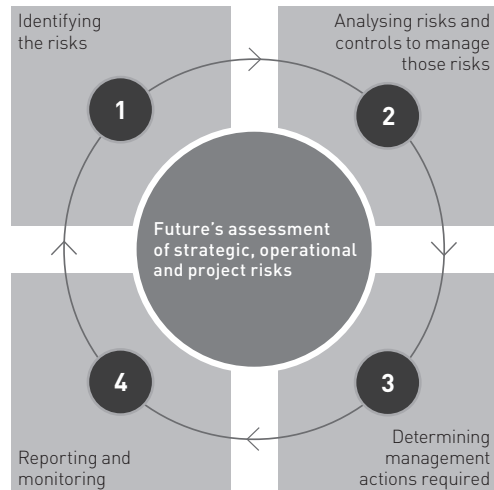 Identifying
the risks
1
Analysing risks and
controls to manage
those risks
2
Future's assessment
of strategic, operational
and project risks
3
Determining
management
actions required
4
Reporting and
monitoring